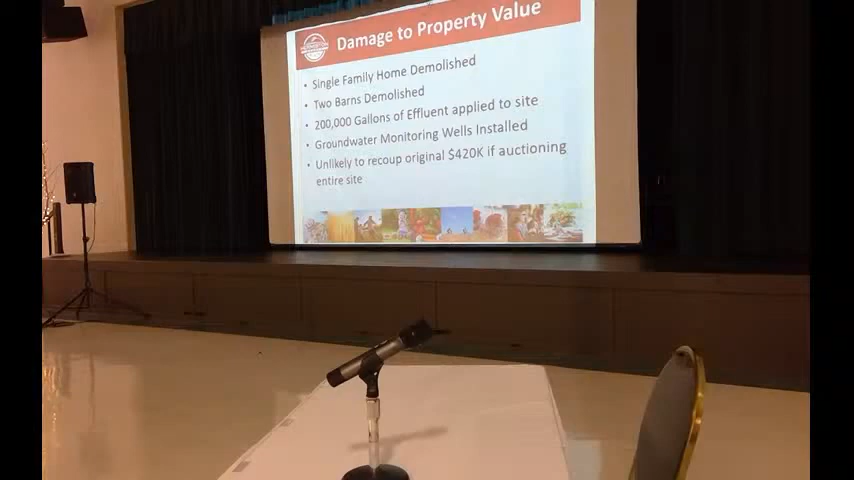 Damage to Property Value
• Single Family Home Demolished
• Two Barns Demolished
• 200,000 Gallons of Effluent applied to site
• Groundwater Monitoring Wells Installed
• Unlikely to recoup original $420K if auctioning
entire site